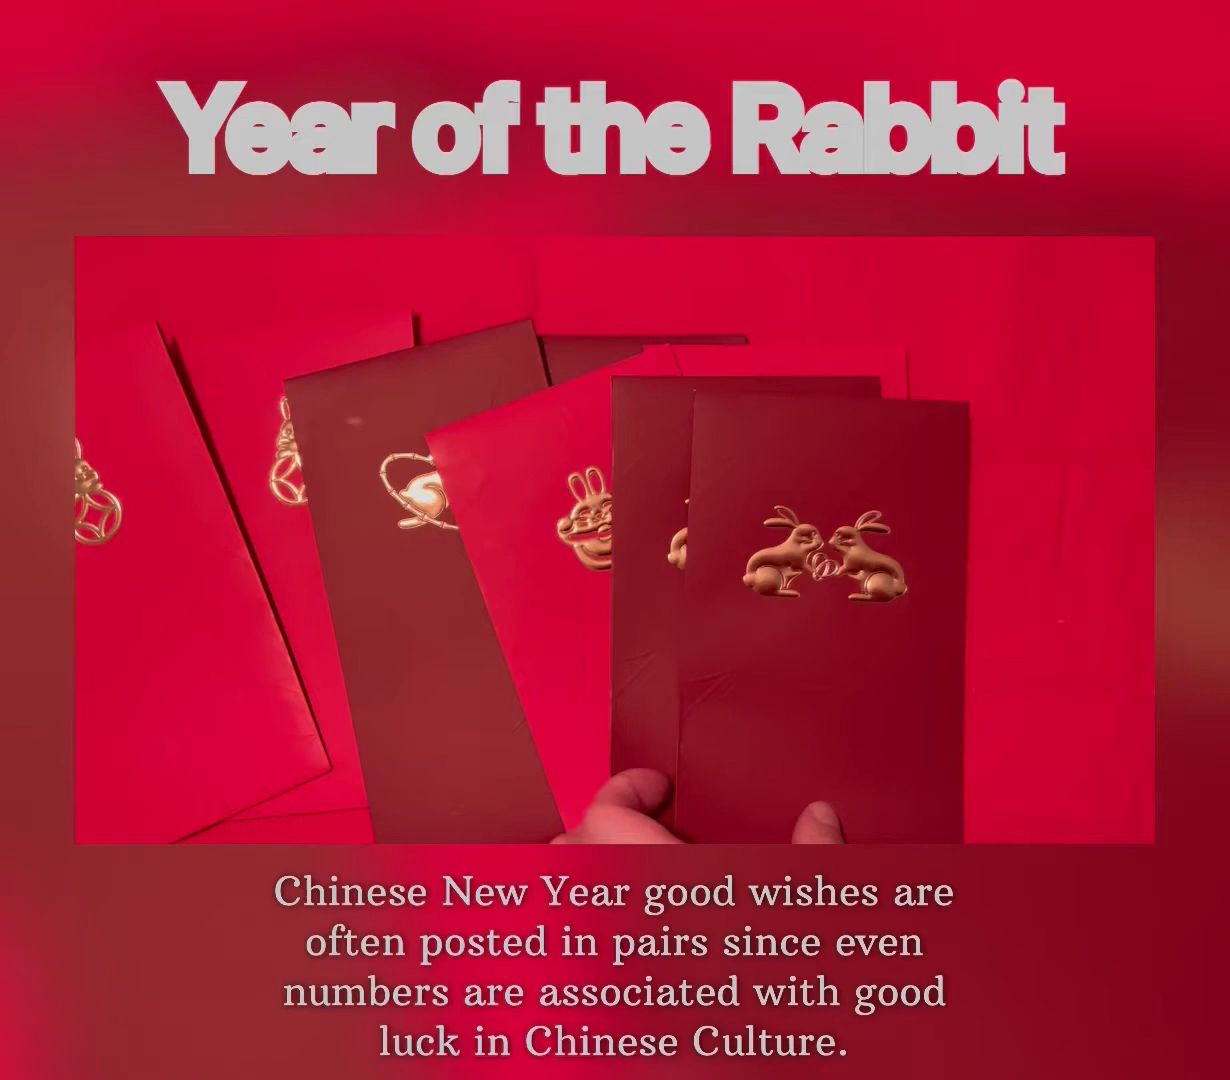 Year of the Rabbit
Chinese New Year good wishes are
often posted in pairs since even
numbers are associated with good
luck in Chinese Culture.